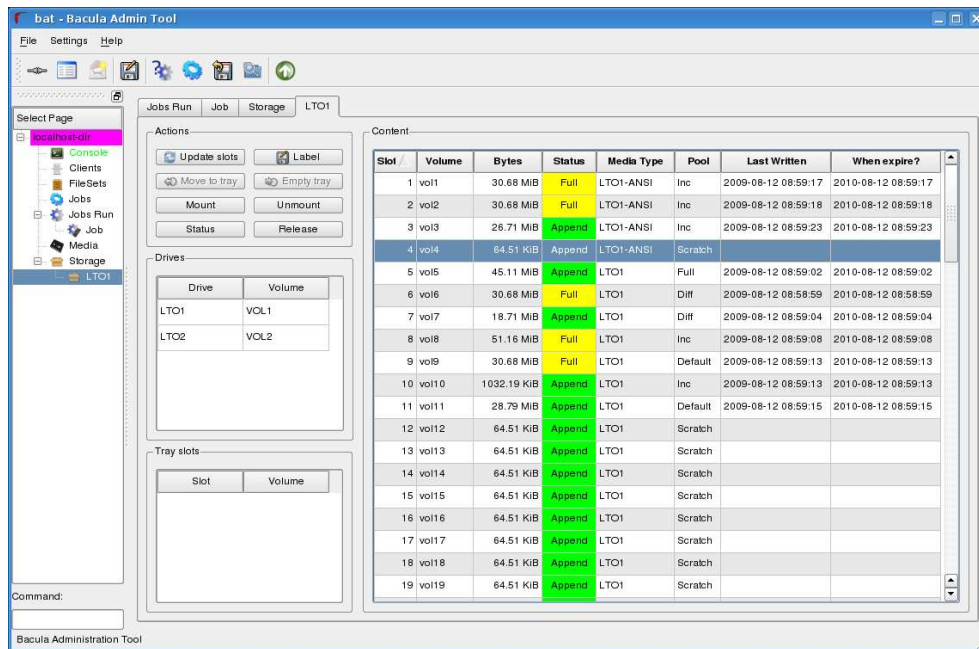 bat - Bacula Admin Tool
File Settings Help
Select Page
localhost-dir
Console
Clients
FileSets
Jobs
Jobs Run
Job
Media
Storage
LTO1
Command:
Jobs Run Job Storage LTO1
Actions
Update slots Label
Move to tray Empty tray
Mount Unmount
Status Release
Drives
Drive Volume
LTO1 VOL1
LTO2 VOL2
Tray slots
Slot Volume
Content
Slot Volume Bytes Status Media Type Pool Last Written When expire?
1 vol1 30.68 MiB Full LTO1-ANSI Inc 2009-08-12 08:59:17 2010-08-12 08:59:17
2 vol2 30.68 MiB Full LTO1-ANSI Inc 2009-08-12 08:59:18 2010-08-12 08:59:18
3 vol3 26.71 MiB Append LTO1-ANSI Inc 2009-08-12 08:59:23 2010-08-12 08:59:23
4 vol4 64.51 KiB Append LTO1-ANSI Scratch
5 vol5 45.11 MiB Append LTO1 Full 2009-08-12 08:59:02 2010-08-12 08:59:02
6 vol6 30.68 MiB Full LTO1 Diff 2009-08-12 08:58:59 2010-08-12 08:58:59
7 vol7 18.71 MiB Append LTO1 Diff 2009-08-12 08:59:04 2010-08-12 08:59:04
8 vol8 51.16 MiB Full LTO1 Inc 2009-08-12 08:59:08 2010-08-12 08:59:08
9 vol9 30.68 MiB Full LTO1 Default 2009-08-12 08:59:13 2010-08-12 08:59:13
10 vol10 1032.19 KiB Append LTO1 Inc 2009-08-12 08:59:13 2010-08-12 08:59:13
11 vol11 28.79 MiB Append LTO1 Default 2009-08-12 08:59:15 2010-08-12 08:59:15
12 vol12 64.51 KiB Append LTO1 Scratch
13 vol13 64.51 KiB Append LTO1 Scratch
14 vol14 64.51 KiB Append LTO1 Scratch
15 vol15 64.51 KiB Append LTO1 Scratch
16 vol16 64.51 KiB Append LTO1 Scratch
17 vol17 64.51 KiB Append LTO1 Scratch
18 vol18 64.51 KiB Append LTO1 Scratch
19 vol19 64.51 KiB Append LTO1 Scratch
Bacula Administration Tool